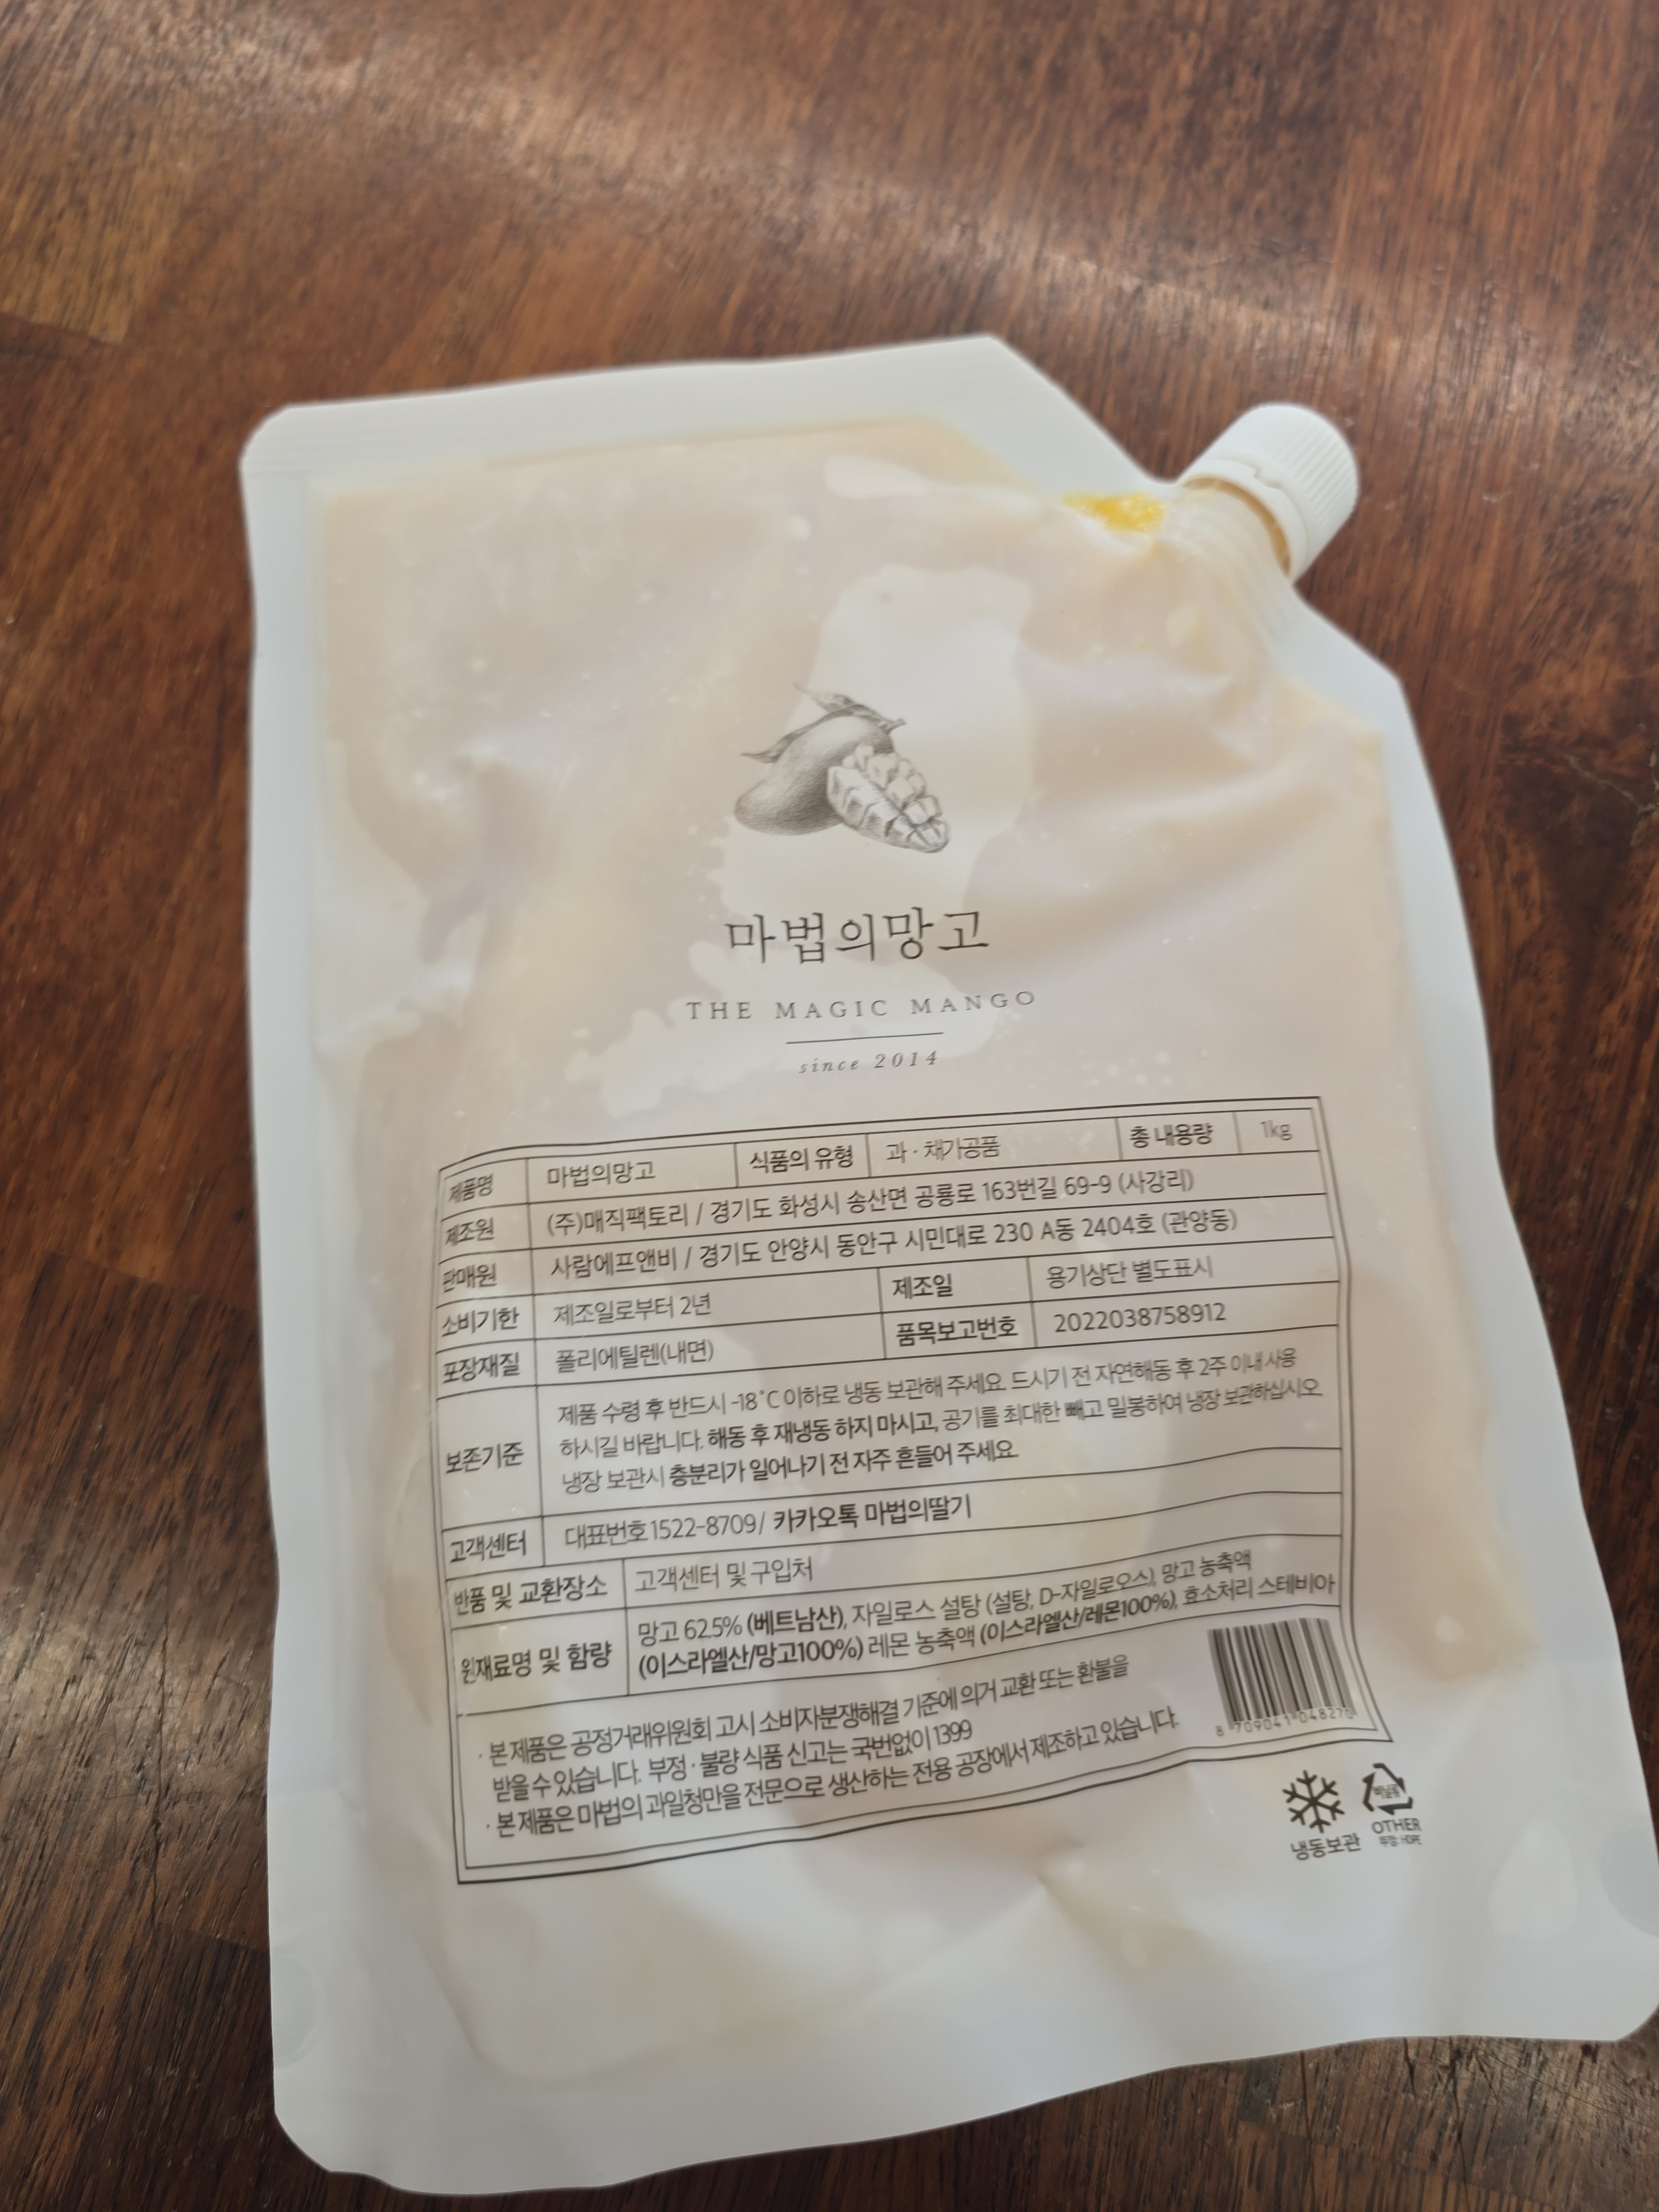 마법의망고
THE MAGIC MANGO
since 2014
제품명 마법의망고 식품의 유형 과·채가공품 총 내용량 1kg
제조원 (주)매직팩토리 / 경기도 화성시 송산면 공룡로 163번길 69-9 (사강리)
판매원 사람에프앤비 / 경기도 안양시 동안구 시민대로 230 A동 2404호 (관양동)
소비기한 제조일로부터 2년 제조일 용기상단 별도표시
포장재질 폴리에틸렌(내면) 품목보고번호 2022038758912
보존기준 제품 수령 후 반드시 -18°C 이하로 냉동 보관해 주세요. 드시기 전 자연해동 후 2주 이내 사용
하시길 바랍니다. 해동 후 재냉동 하지 마시고, 공기를 최대한 빼고 밀봉하여 냉장 보관하십시오.
냉장 보관시 층분리가 일어나기 전 자주 흔들어 주세요.
고객센터 대표번호 1522-8709/ 카카오톡 마법의딸기
반품 및 교환장소 고객센터 및 구입처
원재료명 및 함량 망고 62.5% (베트남산), 자일로스 설탕 (설탕, D-자일로오스), 망고 농축액
(이스라엘산/망고100%) 레몬 농축액 (이스라엘산/레몬100%), 효소처리 스테비아
· 본 제품은 공정거래위원회 고시 소비자분쟁해결 기준에 의거 교환 또는 환불을
받을 수 있습니다. 부정·불량 식품 신고는 국번없이 1399
· 본 제품은 마법의 과일청만을 전문으로 생산하는 전용 공장에서 제조하고 있습니다.
8 709041 048270
냉동보관
비닐류
OTHER
뚜껑 HDPE